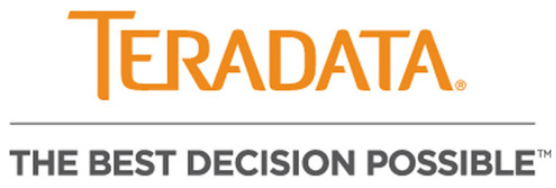 TERADATA®
THE BEST DECISION POSSIBLE™